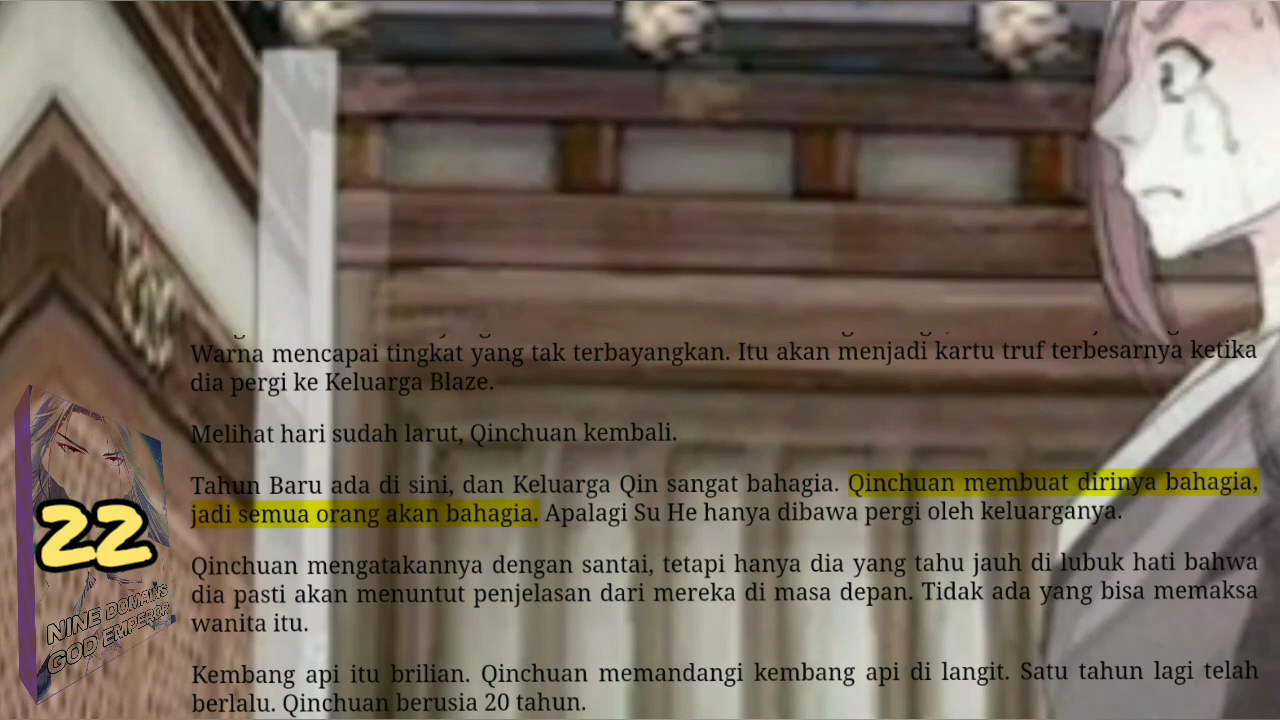 Warna mencapai tingkat yang tak terbayangkan. Itu akan menjadi kartu truf terbesarnya ketika
dia pergi ke Keluarga Blaze.
Melihat hari sudah larut, Qinchuan kembali.
Tahun Baru ada di sini, dan Keluarga Qin sangat bahagia. Qinchuan membuat dirinya bahagia,
jadi semua orang akan bahagia. Apalagi Su He hanya dibawa pergi oleh keluarganya.
Qinchuan mengatakannya dengan santai, tetapi hanya dia yang tahu jauh di lubuk hati bahwa
dia pasti akan menuntut penjelasan dari mereka di masa depan. Tidak ada yang bisa memaksa
wanita itu.
Kembang api itu brilian. Qinchuan memandangi kembang api di langit. Satu tahun lagi telah
berlalu. Qinchuan berusia 20 tahun.
22
NINE DOMAINS
GOD EMPEROR